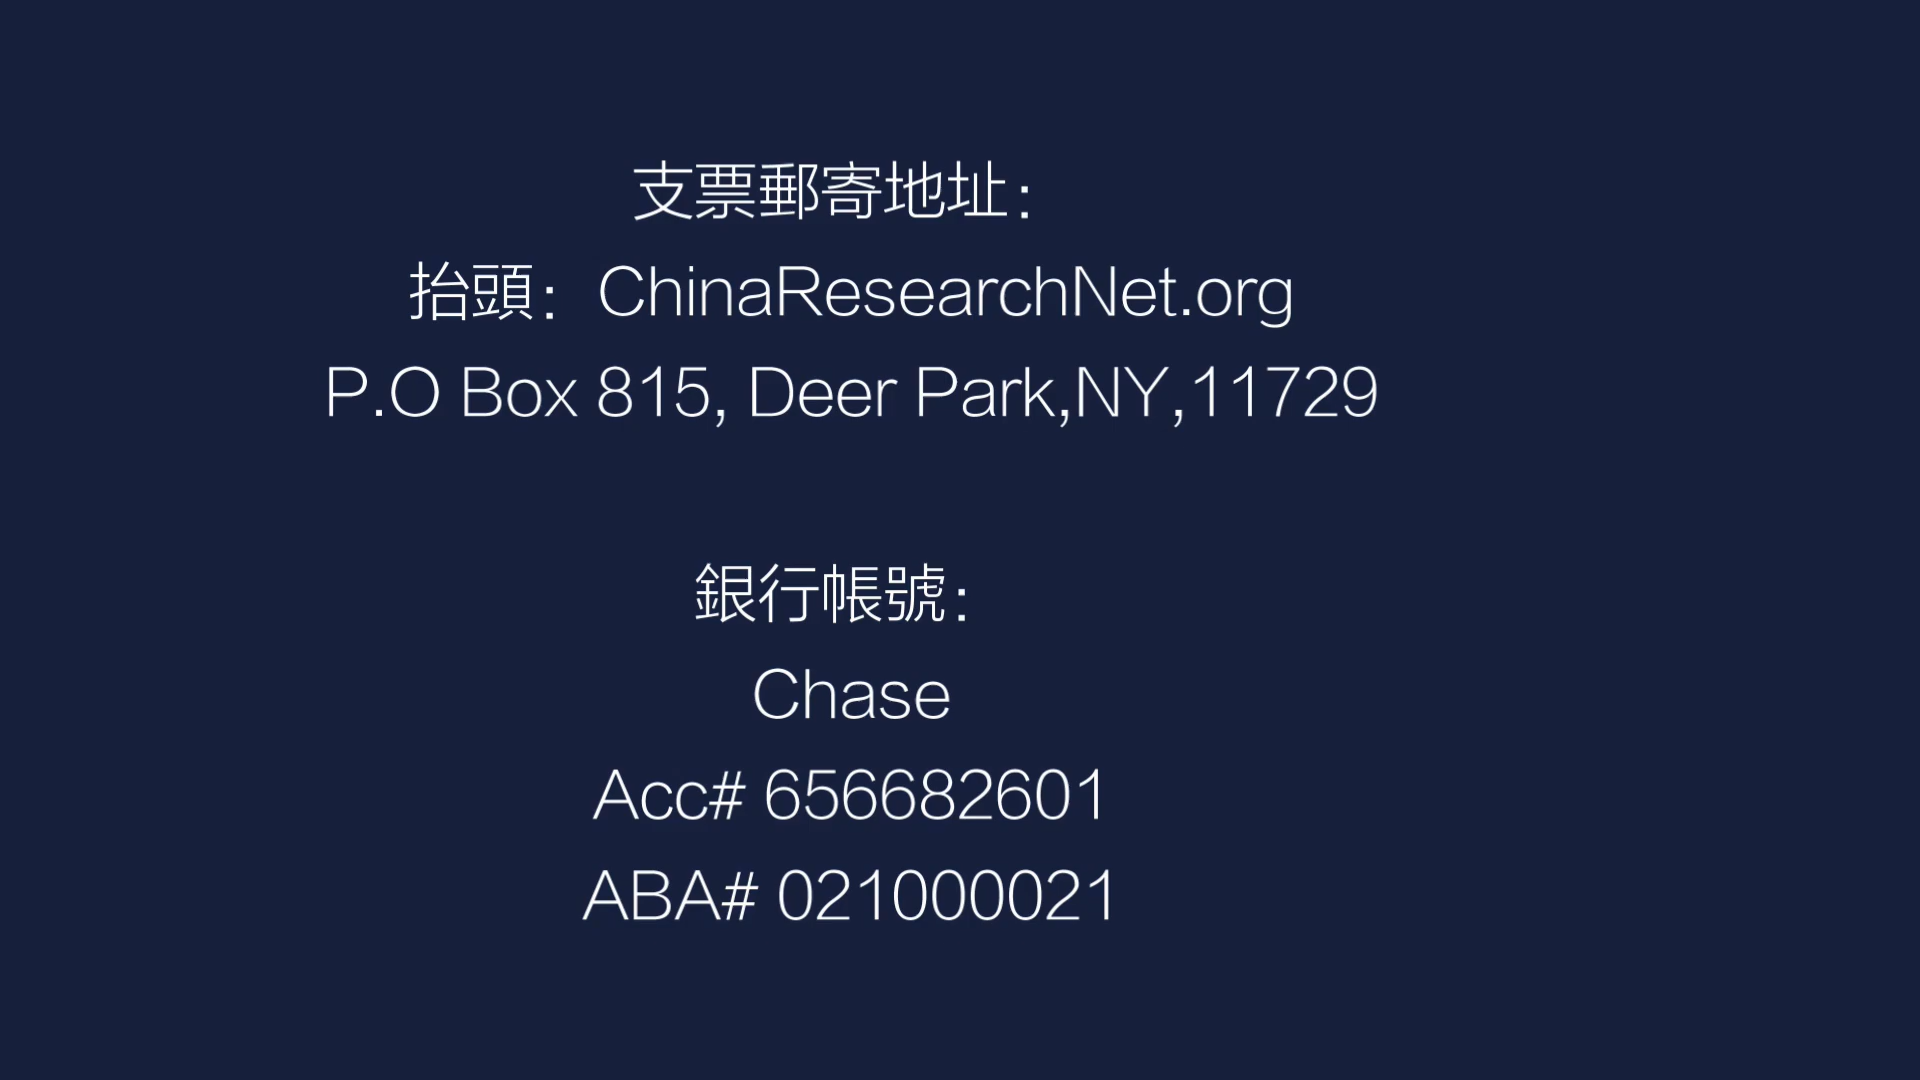 支票郵寄地址：
抬頭：ChinaResearchNet.org
P.O Box 815, Deer Park,NY,11729
銀行帳號：
Chase
Acc# 656682601
ABA# 021000021